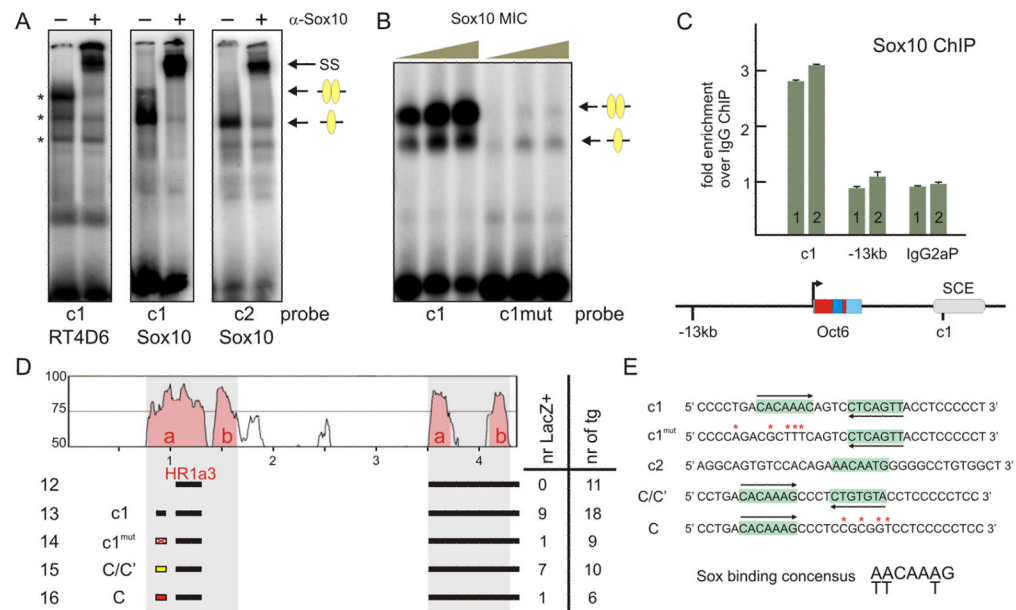 A
− + − + − + α-Sox10
SS
*
*
*
c1 c1 c2 probe
RT4D6 Sox10 Sox10
B
Sox10 MIC
c1 c1mut probe
C
Sox10 ChIP
fold enrichment
over IgG ChIP
3
2
1
1 2 1 2 1 2
c1 -13kb IgG2aP
SCE
-13kb Oct6 c1
D
100
75
50
a b a b
1 2 3 4
HR1a3
nr LacZ+
nr of tg
12 0 11
13 c1 9 18
14 c1mut 1 9
15 C/C' 7 10
16 C 1 6
E
c1 5' CCCCTGACACAAACAGTCCTCAGTTACCTCCCCCT 3'
* * ***
c1mut 5' CCCCAGACGCTTTCAGTCCTCAGTTACCTCCCCCT 3'
c2 5' AGGCAGTGTCCACAGAAACAATGGGGGCCTGTGGCT 3'
C/C' 5' CCTGACACAAAGCCCTCTGTGTACCTCCCCCTCC 3'
* * * *
C 5' CCTGACACAAAGCCCTCCGCGGTCCTCCCCCTCC 3'
Sox binding concensus AACAAAG
TT T